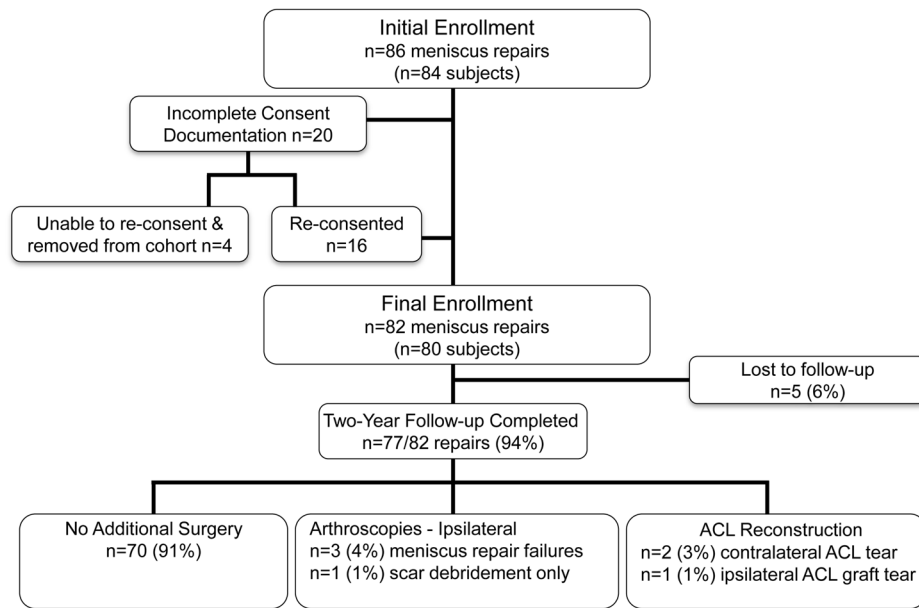 Initial Enrollment
n=86 meniscus repairs
(n=84 subjects)
Incomplete Consent
Documentation n=20
Unable to re-consent &
removed from cohort n=4
Re-consented
n=16
Final Enrollment
n=82 meniscus repairs
(n=80 subjects)
Lost to follow-up
n=5 (6%)
Two-Year Follow-up Completed
n=77/82 repairs (94%)
No Additional Surgery
n=70 (91%)
Arthroscopies - Ipsilateral
n=3 (4%) meniscus repair failures
n=1 (1%) scar debridement only
ACL Reconstruction
n=2 (3%) contralateral ACL tear
n=1 (1%) ipsilateral ACL graft tear